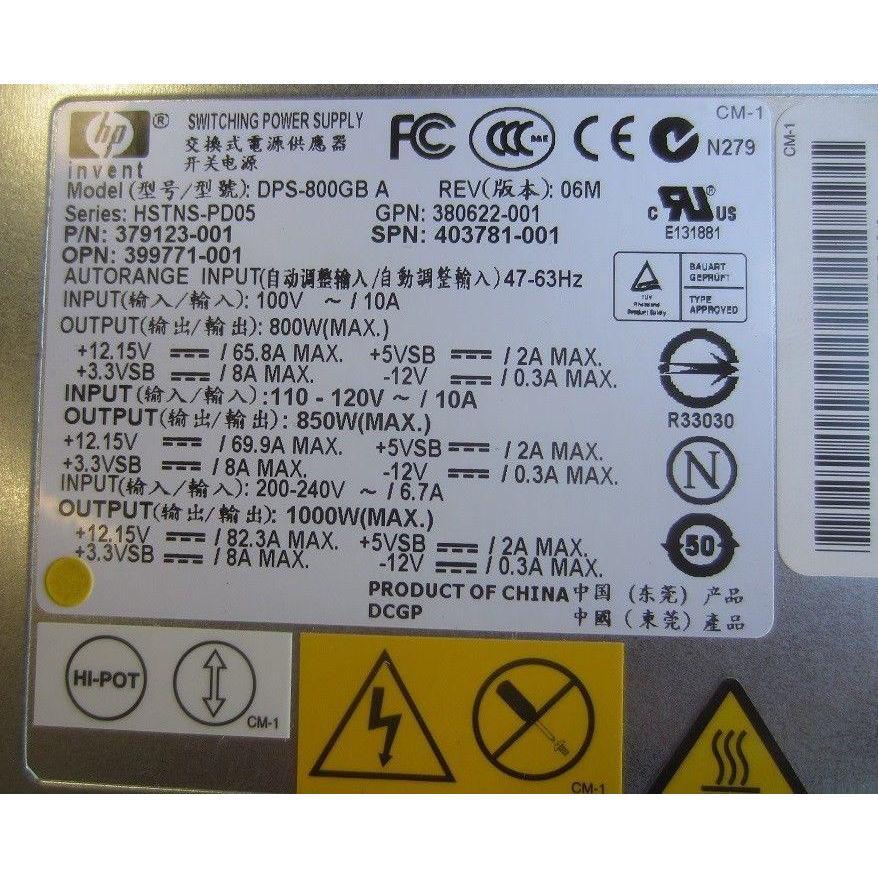 hp ® SWITCHING POWER SUPPLY
invent 交換式電源供應器
开关电源
FC CCC S&E CE N279
CM-1
Model (型号/型號): DPS-800GB A REV(版本): 06M
Series: HSTNS-PD05 GPN: 380622-001
P/N: 379123-001 SPN: 403781-001
OPN: 399771-001
c RU ® US
E131881
AUTORANGE INPUT(自动调整输入/自動調整輸入) 47-63Hz
BAUART GEPRÜFT
TYPE APPROVED
TUV Rheinland Product Safety
INPUT(输入/輸入): 100V ~ / 10A
OUTPUT(输出/輸出): 800W(MAX.)
+12.15V / 65.8A MAX. +5VSB / 2A MAX.
+3.3VSB / 8A MAX. -12V / 0.3A MAX.
INPUT(输入/輸入): 110 - 120V ~ / 10A
OUTPUT(输出/輸出): 850W(MAX.)
R33030
+12.15V / 69.9A MAX. +5VSB / 2A MAX.
+3.3VSB / 8A MAX. -12V / 0.3A MAX.
N
INPUT(输入/輸入): 200-240V ~ / 6.7A
OUTPUT(输出/輸出): 1000W(MAX.)
+12.15V / 82.3A MAX. +5VSB / 2A MAX.
+3.3VSB / 8A MAX. -12V / 0.3A MAX.
50
PRODUCT OF CHINA 中国 (东莞) 产品
DCGP 中國 (東莞) 產品
CM-1
HI-POT
CM-1
CM-1